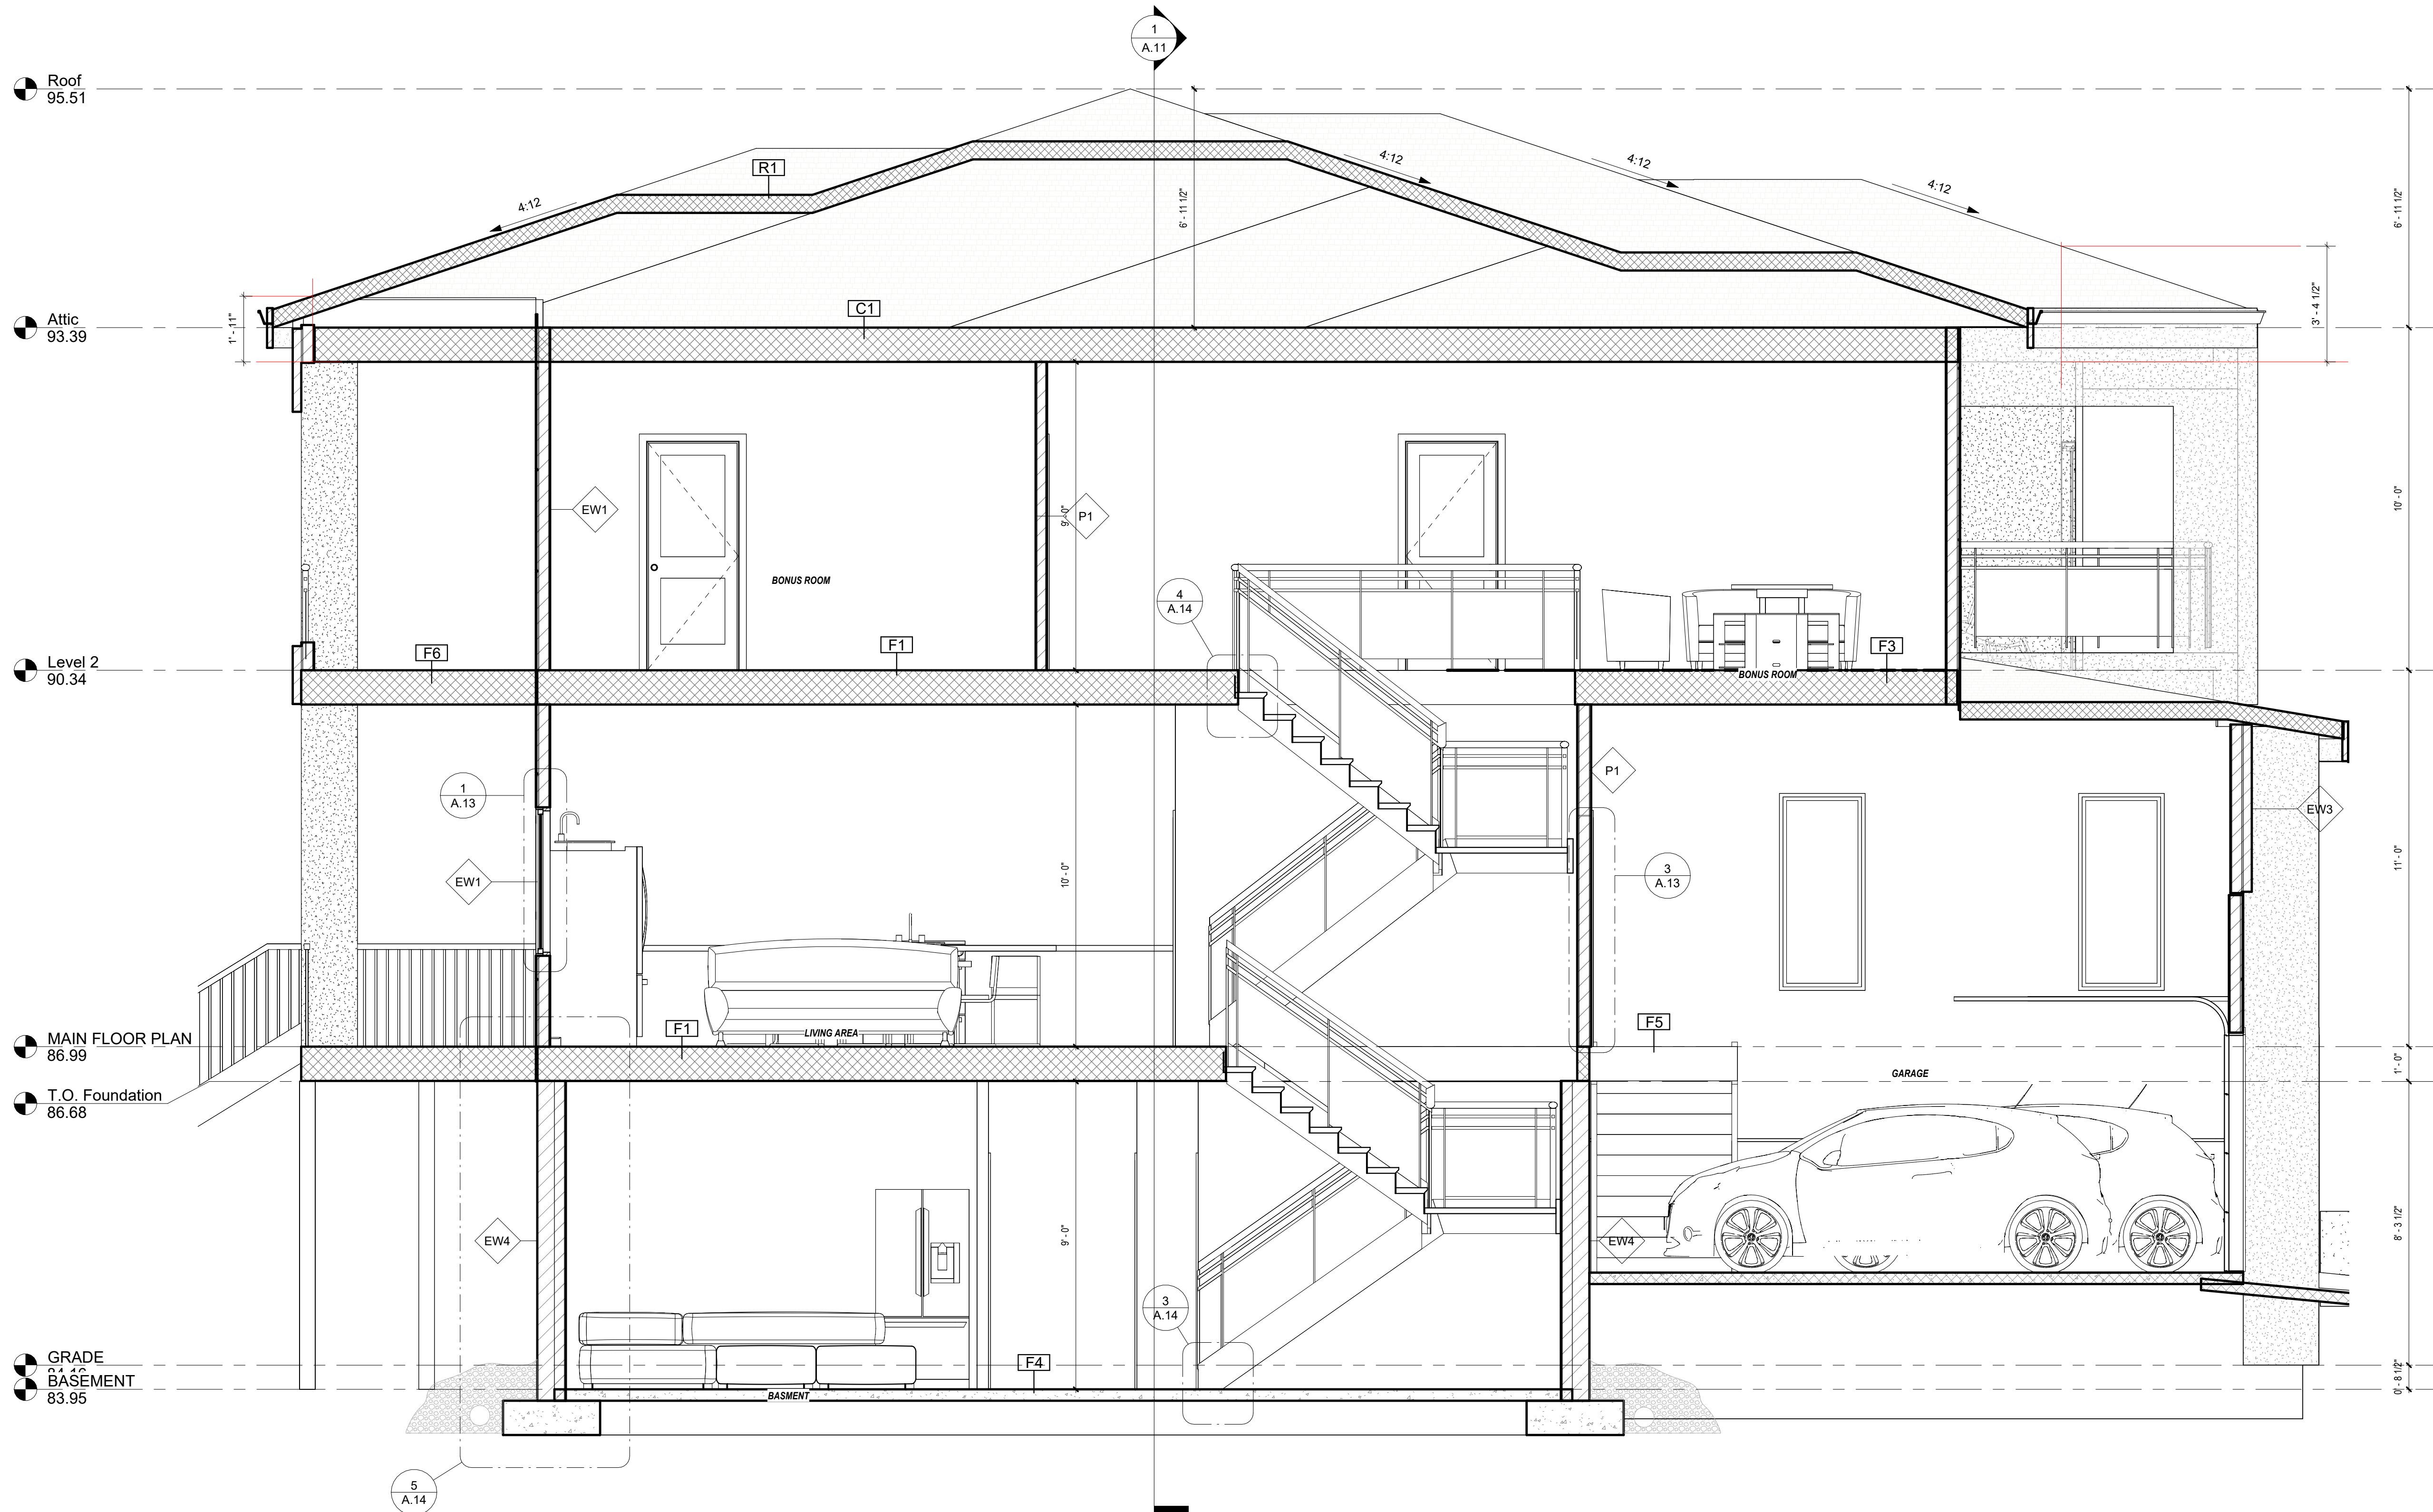 1
A.11
Roof
95.51
R1
4:12
4:12
4:12
4:12
6' - 11 1/2"
6' - 11 1/2"
1' - 11"
3' - 4 1/2"
Attic
93.39
C1
EW1
9' - 0"
P1
10' - 0"
BONUS ROOM
4
A.14
Level 2
90.34
F6
F1
F3
BONUS ROOM
1
A.13
P1
EW3
EW1
10' - 0"
3
A.13
11' - 0"
MAIN FLOOR PLAN
86.99
F1
LIVING AREA
F5
GARAGE
1' - 0"
T.O. Foundation
86.68
EW4
9' - 0"
EW4
8' - 3 1/2"
3
A.14
GRADE
84.16
BASEMENT
83.95
F4
BASMENT
0' - 8 1/2"
5
A.14